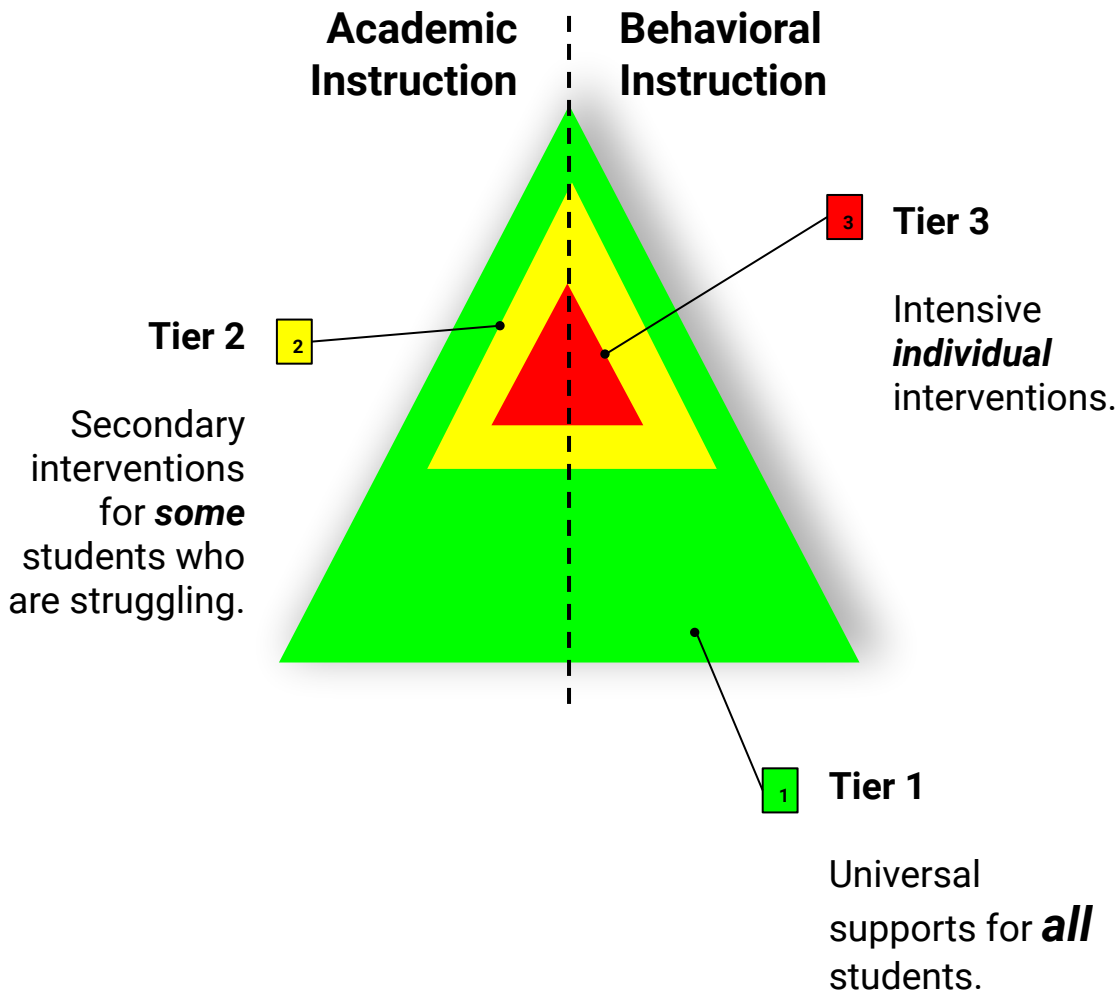 Academic
Instruction
Behavioral
Instruction
3
Tier 3
Intensive
individual
interventions.
Tier 2
2
Secondary
interventions
for some
students who
are struggling.
1
Tier 1
Universal
supports for all
students.